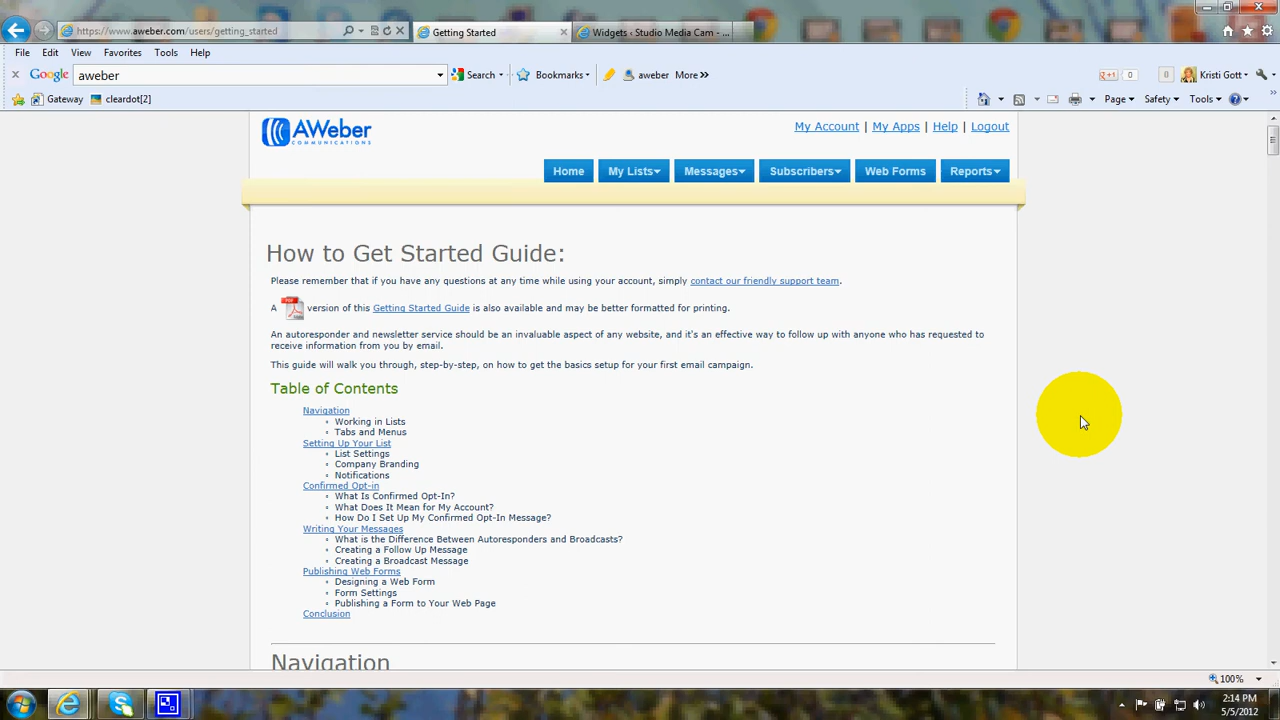 https://www.aweber.com/users/getting_started
Getting Started
Widgets ‹ Studio Media Cam - ...
File Edit View Favorites Tools Help
Google aweber Search Bookmarks aweber More » +1 0 0 Kristi Gott
Gateway cleardot[2] Page Safety Tools
AWeber
COMMUNICATIONS
My Account | My Apps | Help | Logout
Home My Lists Messages Subscribers Web Forms Reports
How to Get Started Guide:
Please remember that if you have any questions at any time while using your account, simply contact our friendly support team.
A PDF version of this Getting Started Guide is also available and may be better formatted for printing.
An autoresponder and newsletter service should be an invaluable aspect of any website, and it's an effective way to follow up with anyone who has requested to
receive information from you by email.
This guide will walk you through, step-by-step, on how to get the basics setup for your first email campaign.
Table of Contents
Navigation
Working in Lists
Tabs and Menus
Setting Up Your List
List Settings
Company Branding
Notifications
Confirmed Opt-in
What Is Confirmed Opt-In?
What Does It Mean for My Account?
How Do I Set Up My Confirmed Opt-In Message?
Writing Your Messages
What is the Difference Between Autoresponders and Broadcasts?
Creating a Follow Up Message
Creating a Broadcast Message
Publishing Web Forms
Designing a Web Form
Form Settings
Publishing a Form to Your Web Page
Conclusion
Navigation
100%
2:14 PM
5/5/2012